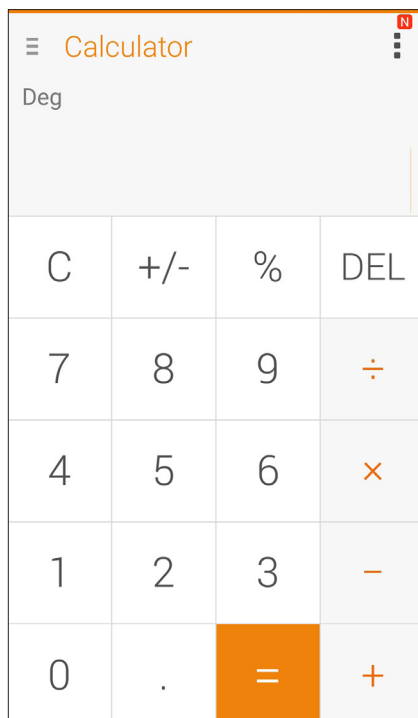 N
Calculator
Deg
C +/- % DEL
7 8 9 ÷
4 5 6 ×
1 2 3 −
0 . = +